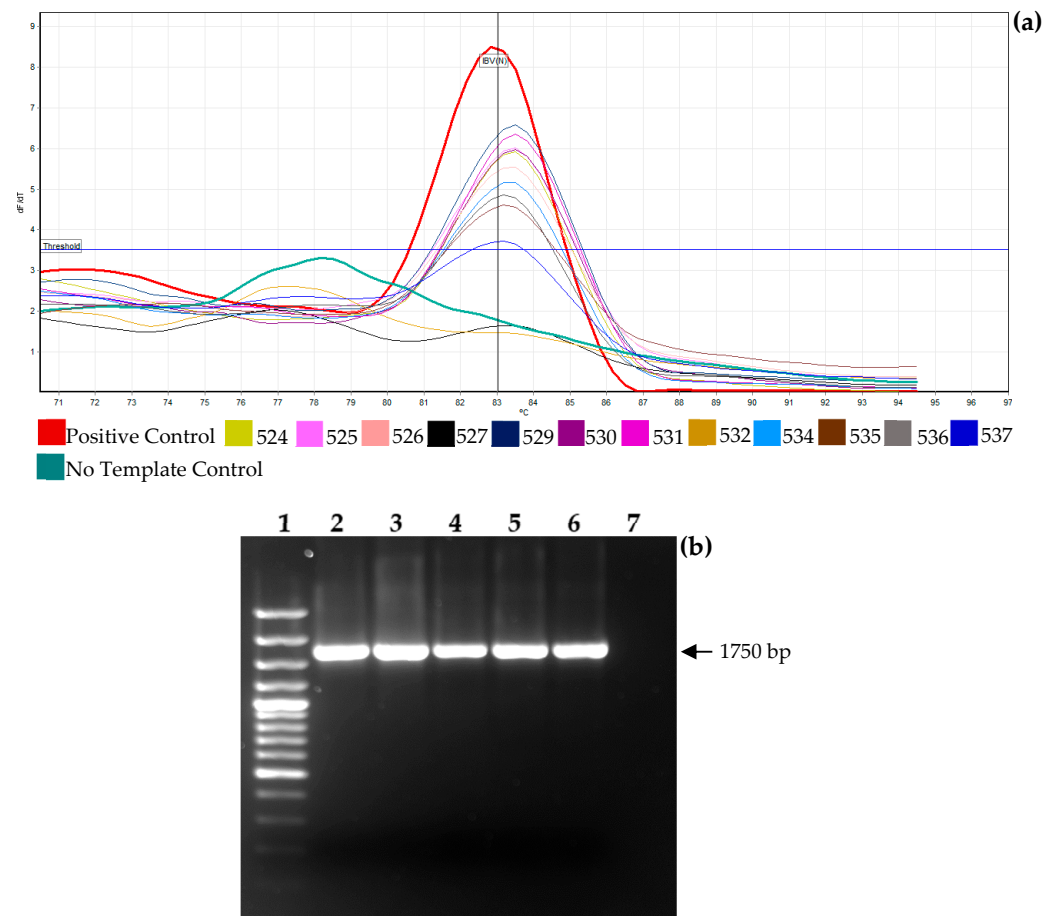 (a)
9
8
7
6
5
4
3
2
1
dF/dT
IBV(N)
Threshold
71 72 73 74 75 76 77 78 79 80 81 82 83 84 85 86 87 88 89 90 91 92 93 94 95 96 97
°C
Positive Control 524 525 526 527 529 530 531 532 534 535 536 537
No Template Control
1 2 3 4 5 6 7
(b)
1750 bp